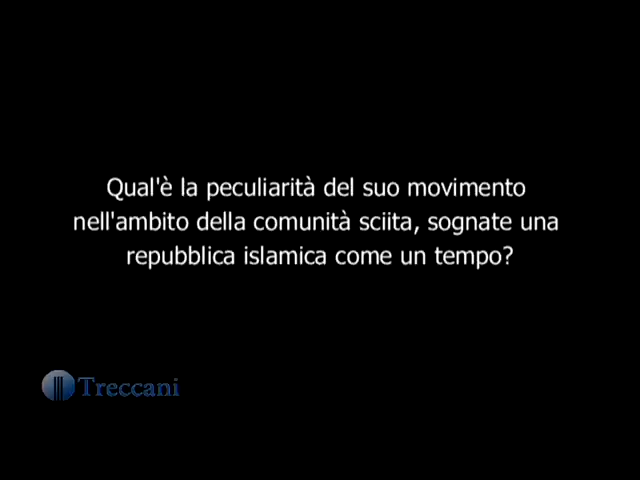 Qual'è la peculiarità del suo movimento
nell'ambito della comunità sciita, sognate una
repubblica islamica come un tempo?
Treccani